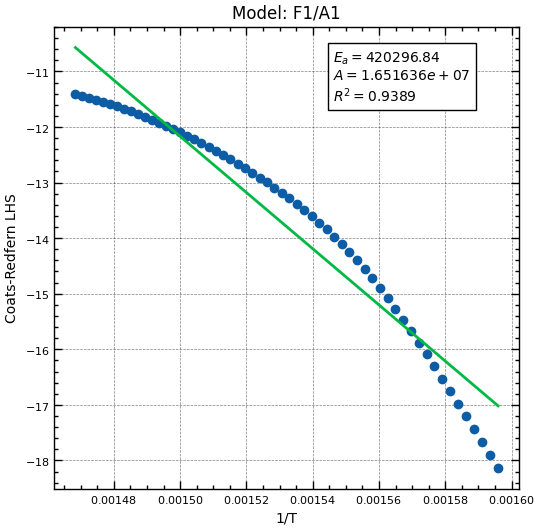 Model: F1/A1
E_a = 420296.84
A = 1.651636e + 07
R² = 0.9389
Coats-Redfern LHS
−11
−12
−13
−14
−15
−16
−17
−18
0.00148 0.00150 0.00152 0.00154 0.00156 0.00158 0.00160
1/T